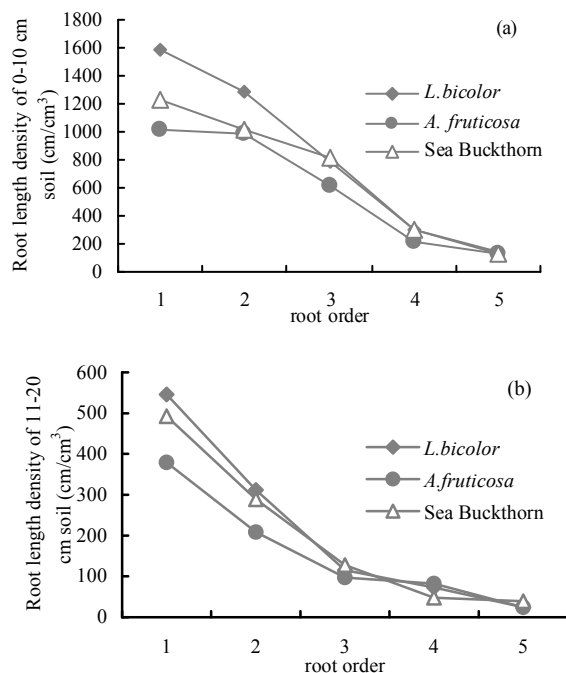 (a)
Root length density of 0-10 cm
soil (cm/cm³)
1800
1600
1400
1200
1000
800
600
400
200
0
L.bicolor
A. fruticosa
Sea Buckthorn
1 2 3 4 5
root order
(b)
Root length density of 11-20
cm soil (cm/cm³)
600
500
400
300
200
100
0
L.bicolor
A.fruticosa
Sea Buckthorn
1 2 3 4 5
root order